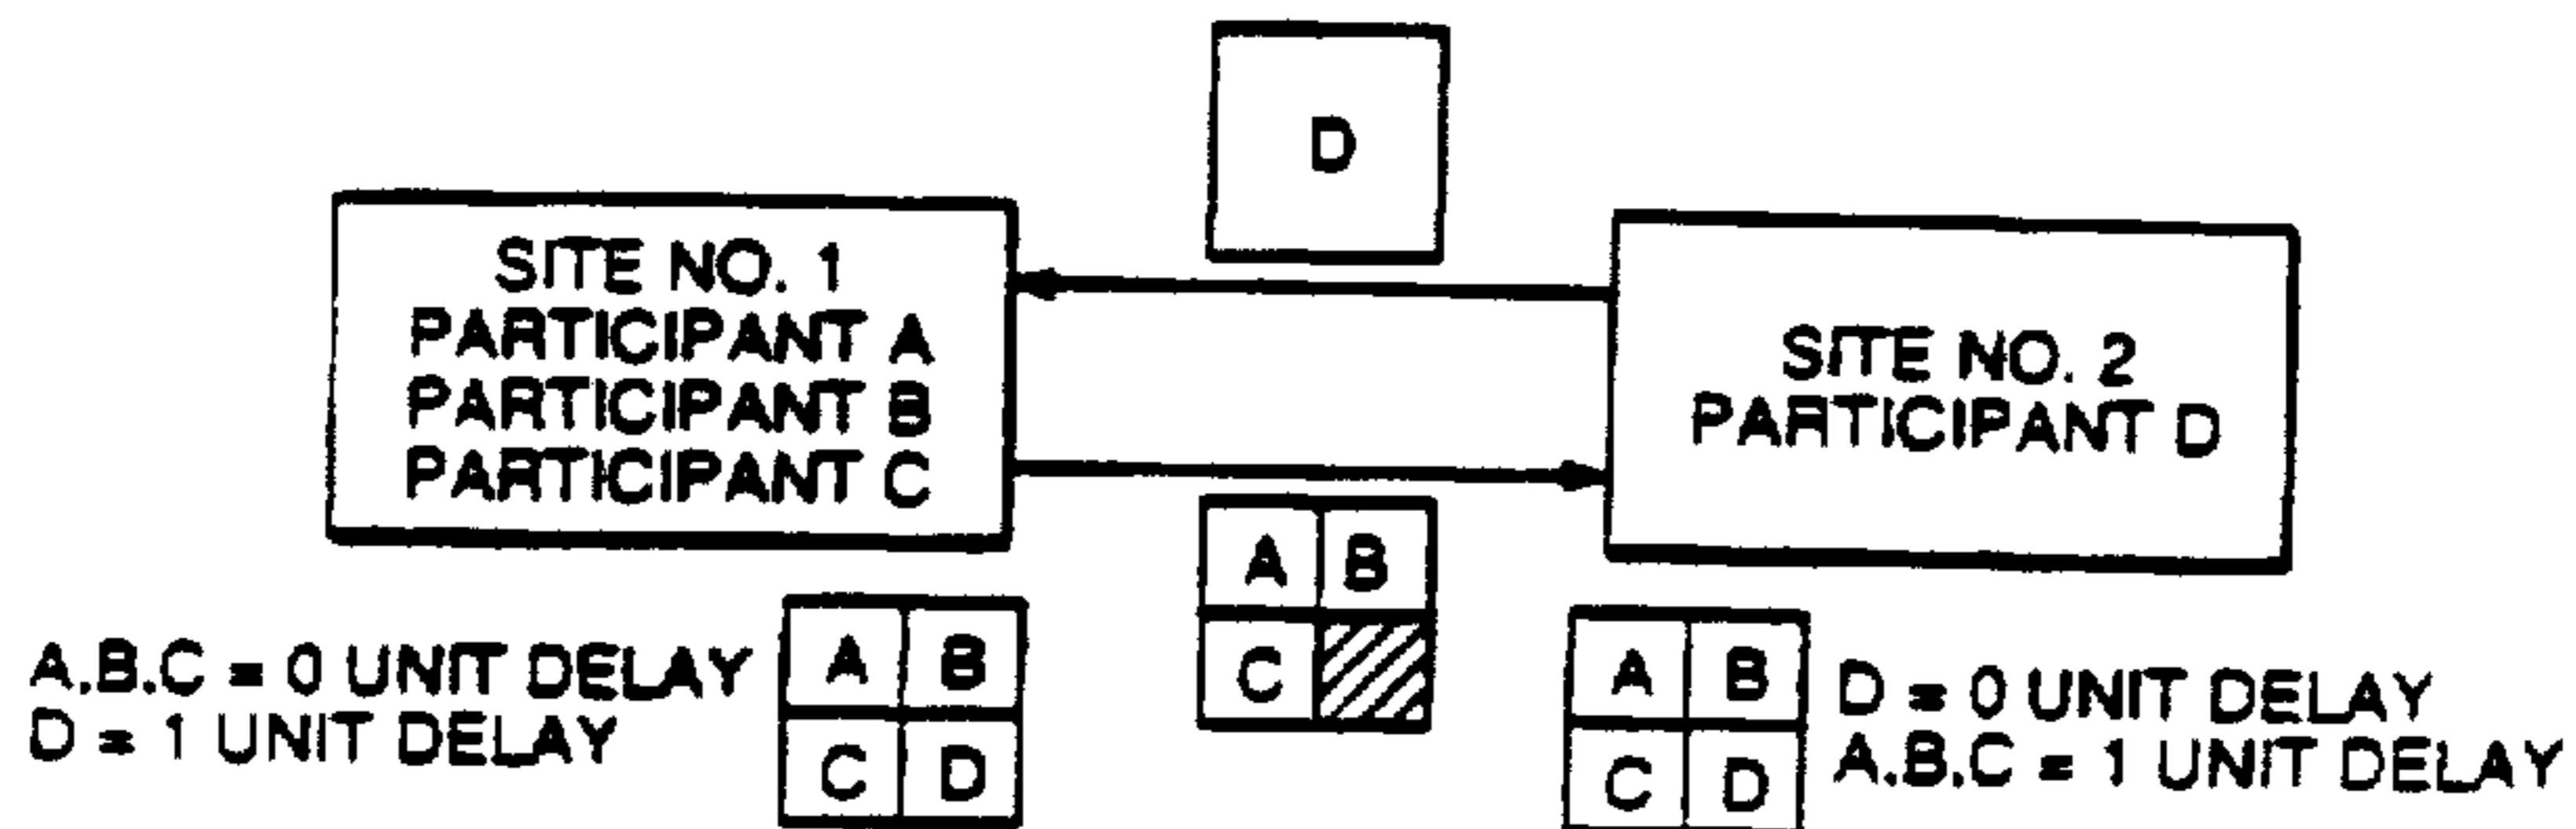 D
SITE NO. 1
PARTICIPANT A
PARTICIPANT B
PARTICIPANT C
SITE NO. 2
PARTICIPANT D
A B
C
A.B.C = 0 UNIT DELAY
D = 1 UNIT DELAY
A B
C D
A B
C D
D = 0 UNIT DELAY
A.B.C = 1 UNIT DELAY